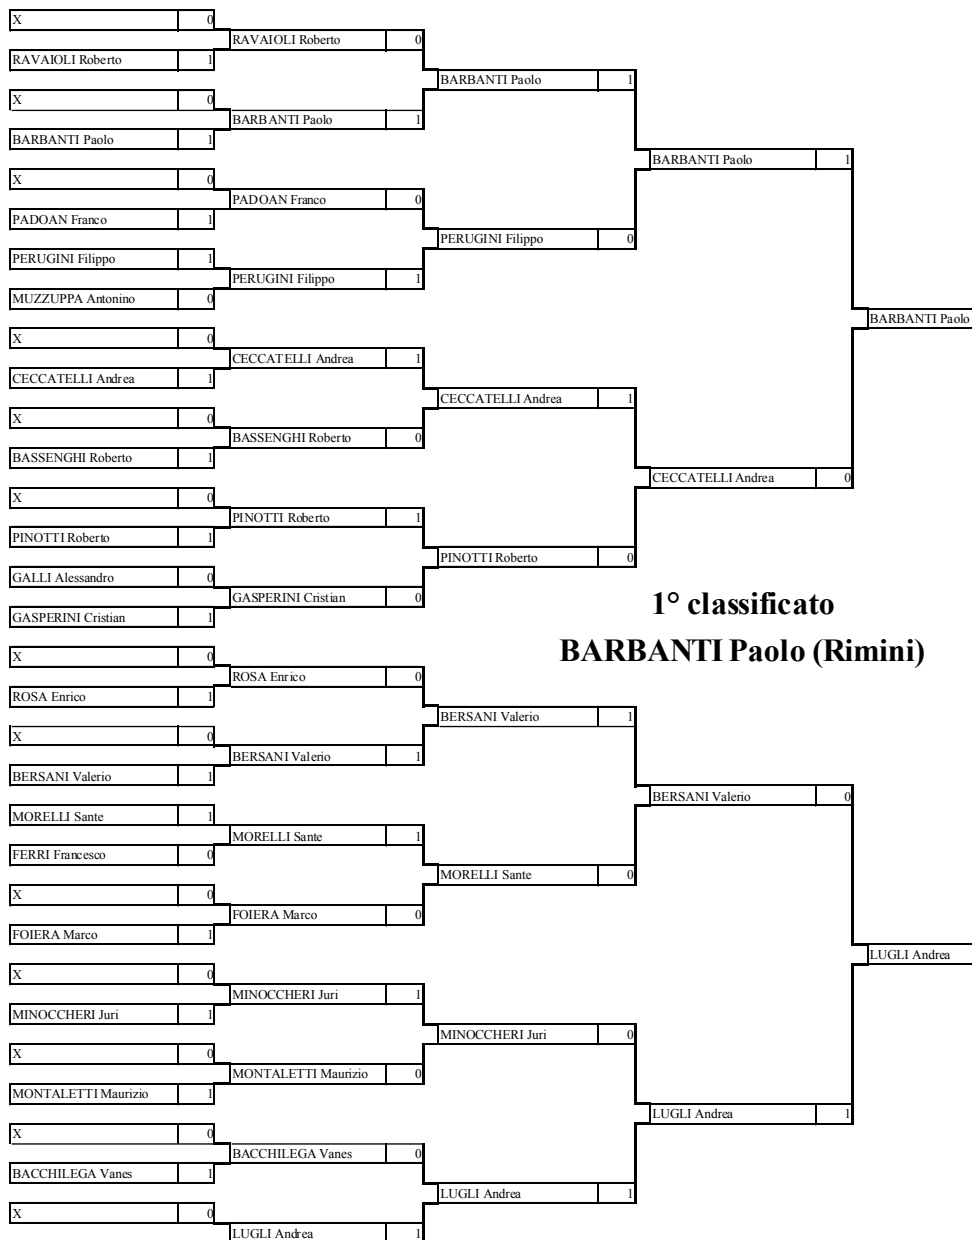 X 0
RAVAIOLI Roberto 0
RAVAIOLI Roberto 1
BARBANTI Paolo 1
X 0
BARBANTI Paolo 1
BARBANTI Paolo 1
BARBANTI Paolo 1
X 0
PADOAN Franco 0
PADOAN Franco 1
PERUGINI Filippo 0
PERUGINI Filippo 1
PERUGINI Filippo 1
MUZZUPPA Antonino 0
BARBANTI Paolo
X 0
CECCATELLI Andrea 1
CECCATELLI Andrea 1
CECCATELLI Andrea 1
X 0
BASSENGHI Roberto 0
BASSENGHI Roberto 1
CECCATELLI Andrea 0
X 0
PINOTTI Roberto 1
PINOTTI Roberto 1
PINOTTI Roberto 0
GALLI Alessandro 0
GASPERINI Cristian 0
GASPERINI Cristian 1
1° classificato
BARBANTI Paolo (Rimini)
X 0
ROSA Enrico 0
ROSA Enrico 1
BERSANI Valerio 1
X 0
BERSANI Valerio 1
BERSANI Valerio 1
BERSANI Valerio 0
MORELLI Sante 1
MORELLI Sante 1
FERRI Francesco 0
MORELLI Sante 0
X 0
FOIERA Marco 0
FOIERA Marco 1
LUGLI Andrea
X 0
MINOCCHERI Juri 1
MINOCCHERI Juri 1
MINOCCHERI Juri 0
X 0
MONTALETTI Maurizio 0
MONTALETTI Maurizio 1
LUGLI Andrea 1
X 0
BACCHILEGA Vanes 0
BACCHILEGA Vanes 1
LUGLI Andrea 1
X 0
LUGLI Andrea 1